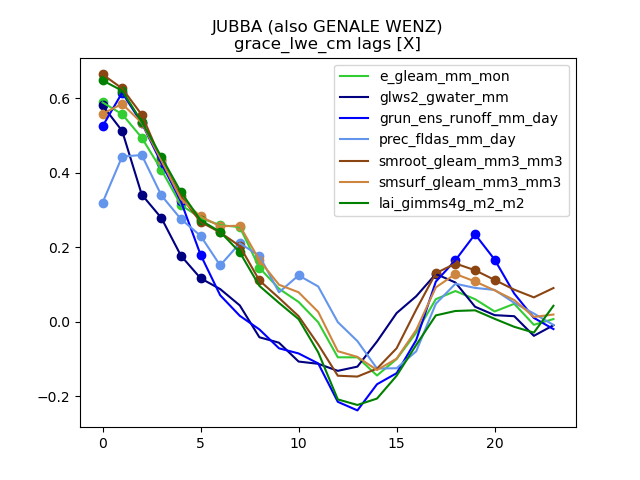 JUBBA (also GENALE WENZ)
grace_lwe_cm lags [X]
e_gleam_mm_mon
glws2_gwater_mm
grun_ens_runoff_mm_day
prec_fldas_mm_day
smroot_gleam_mm3_mm3
smsurf_gleam_mm3_mm3
lai_gimms4g_m2_m2
0.6
0.4
0.2
0.0
−0.2
0 5 10 15 20